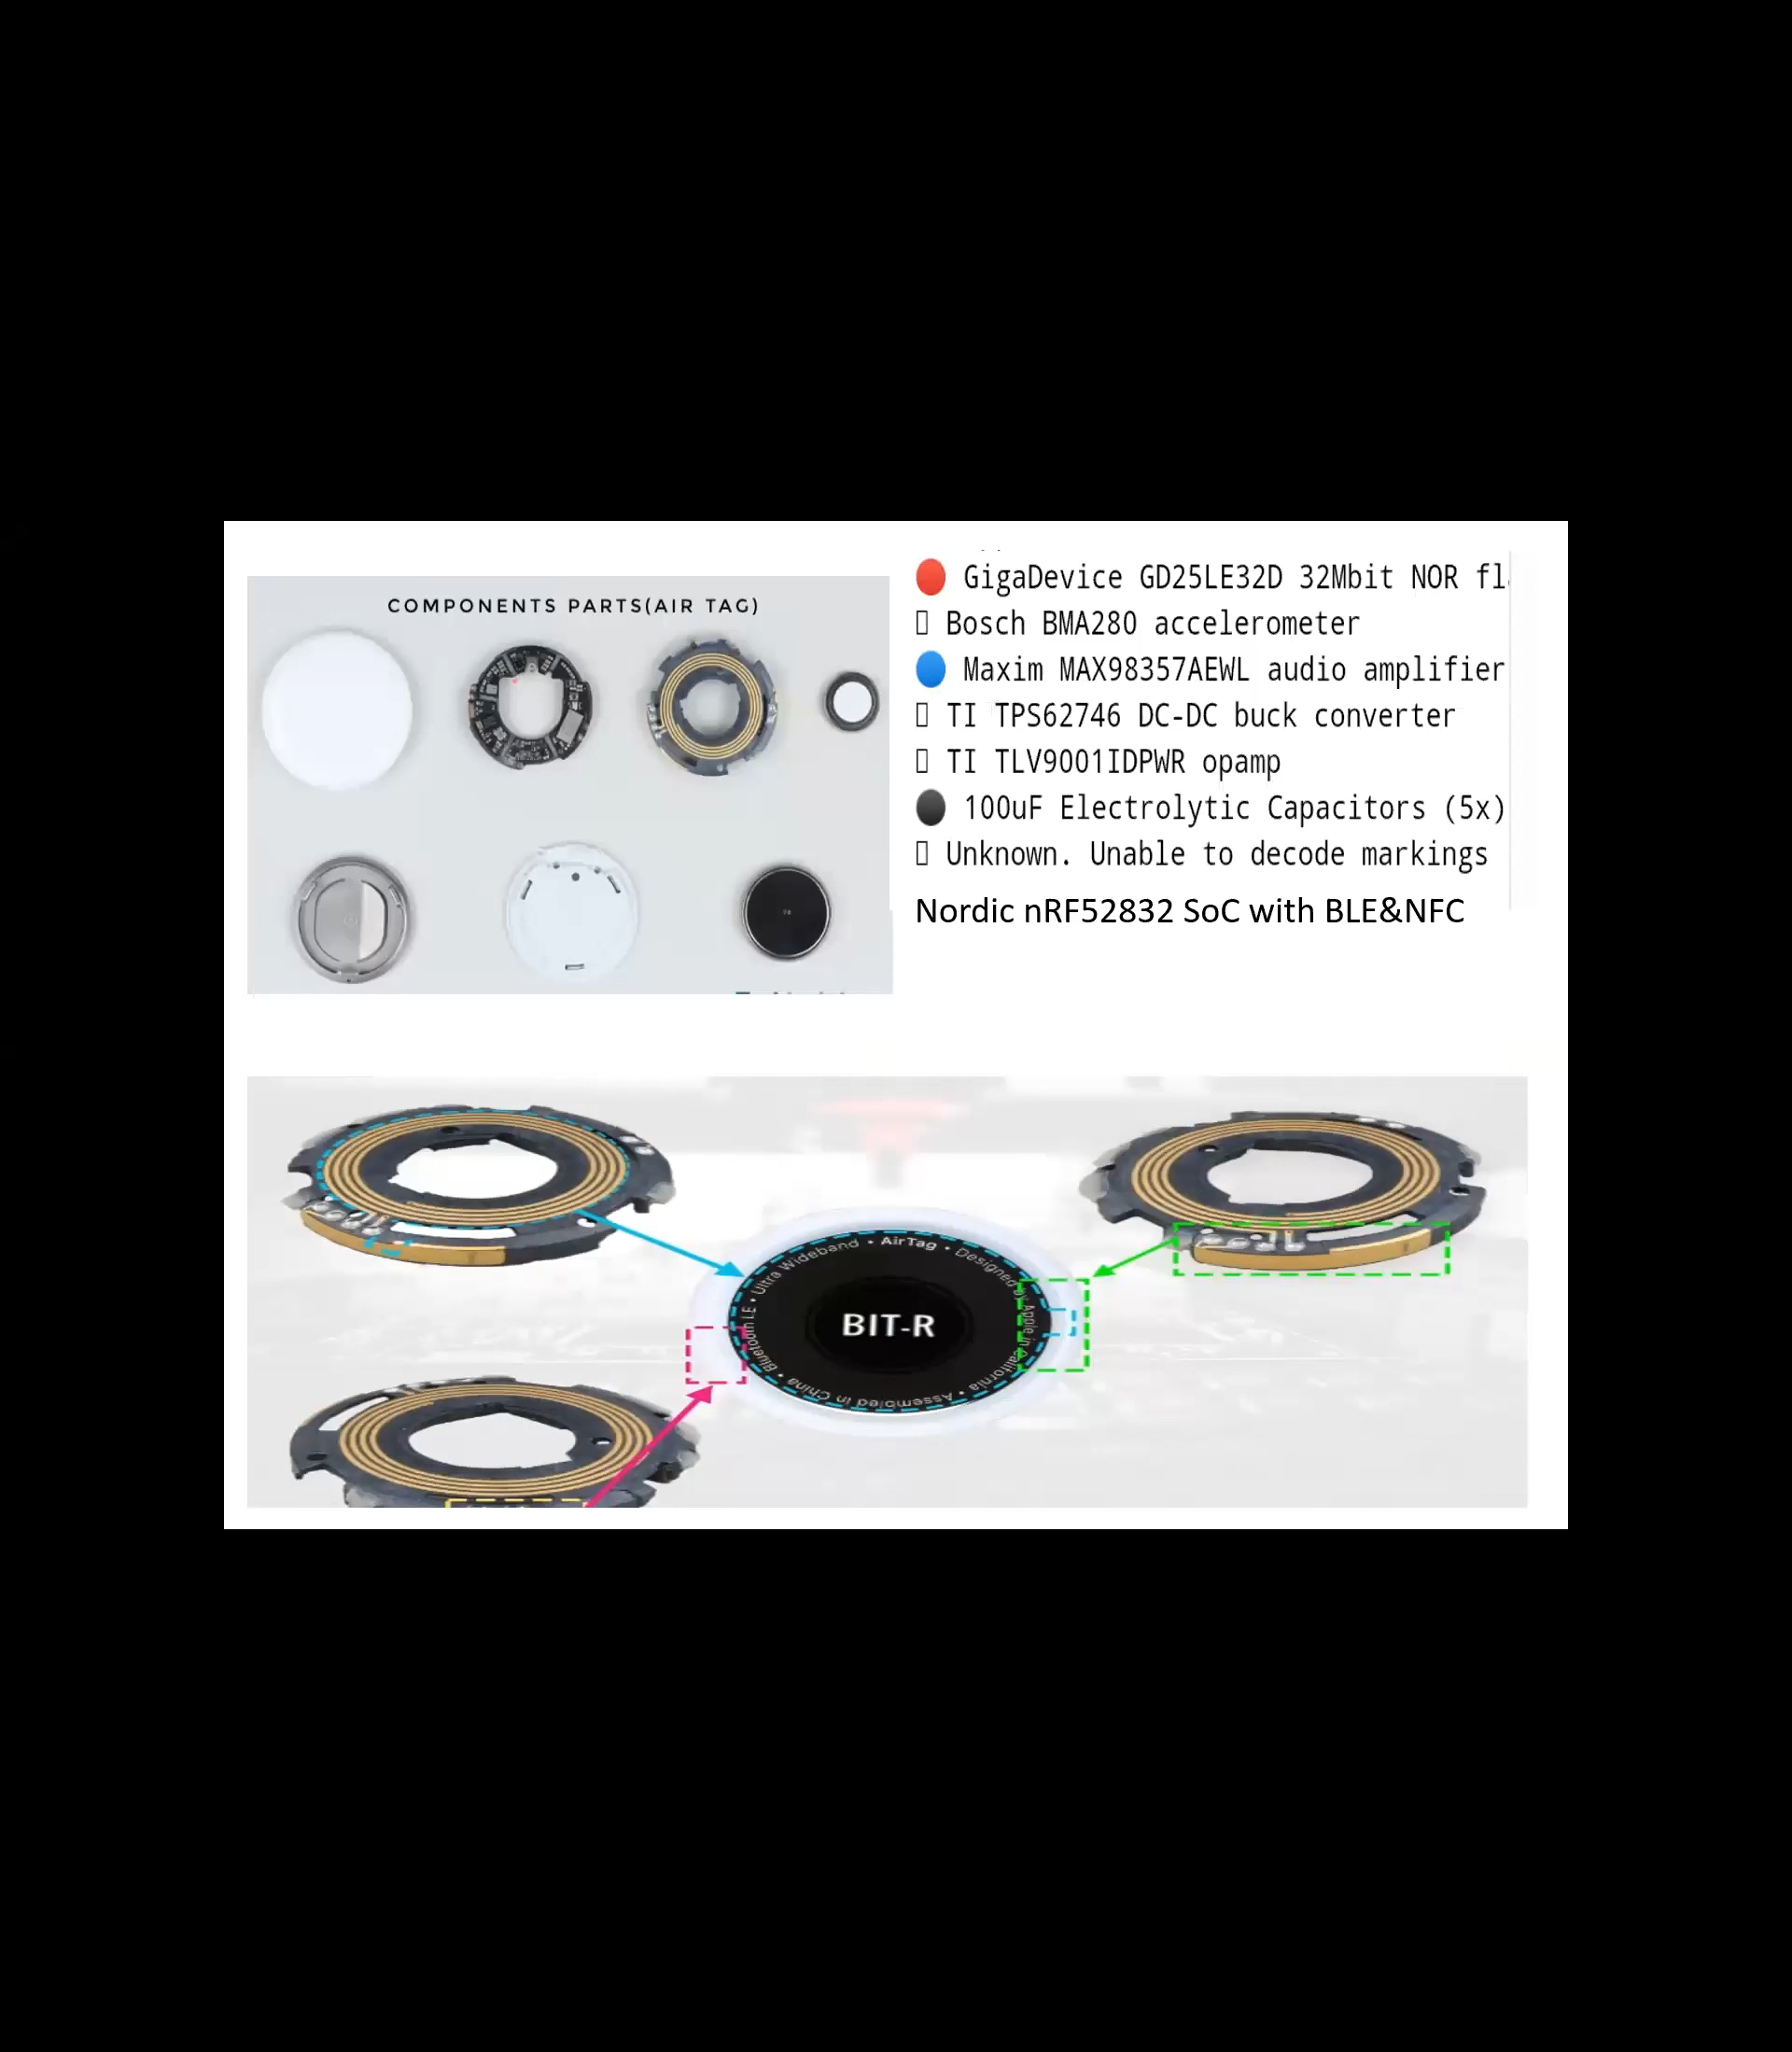 COMPONENTS PARTS(AIR TAG)
GigaDevice GD25LE32D 32Mbit NOR
Bosch BMA280 accelerometer
Maxim MAX98357AEWL audio amplifier
TI TPS62746 DC-DC buck converter
TI TLV9001IDPWR opamp
100uF Electrolytic Capacitors (5x)
Unknown. Unable to decode markings
Nordic nRF52832 SoC with BLE&NFC
• AirTag • Designed by Apple in California • Assembled in China • Bluetooth LE • Ultra Wideband
BIT-R